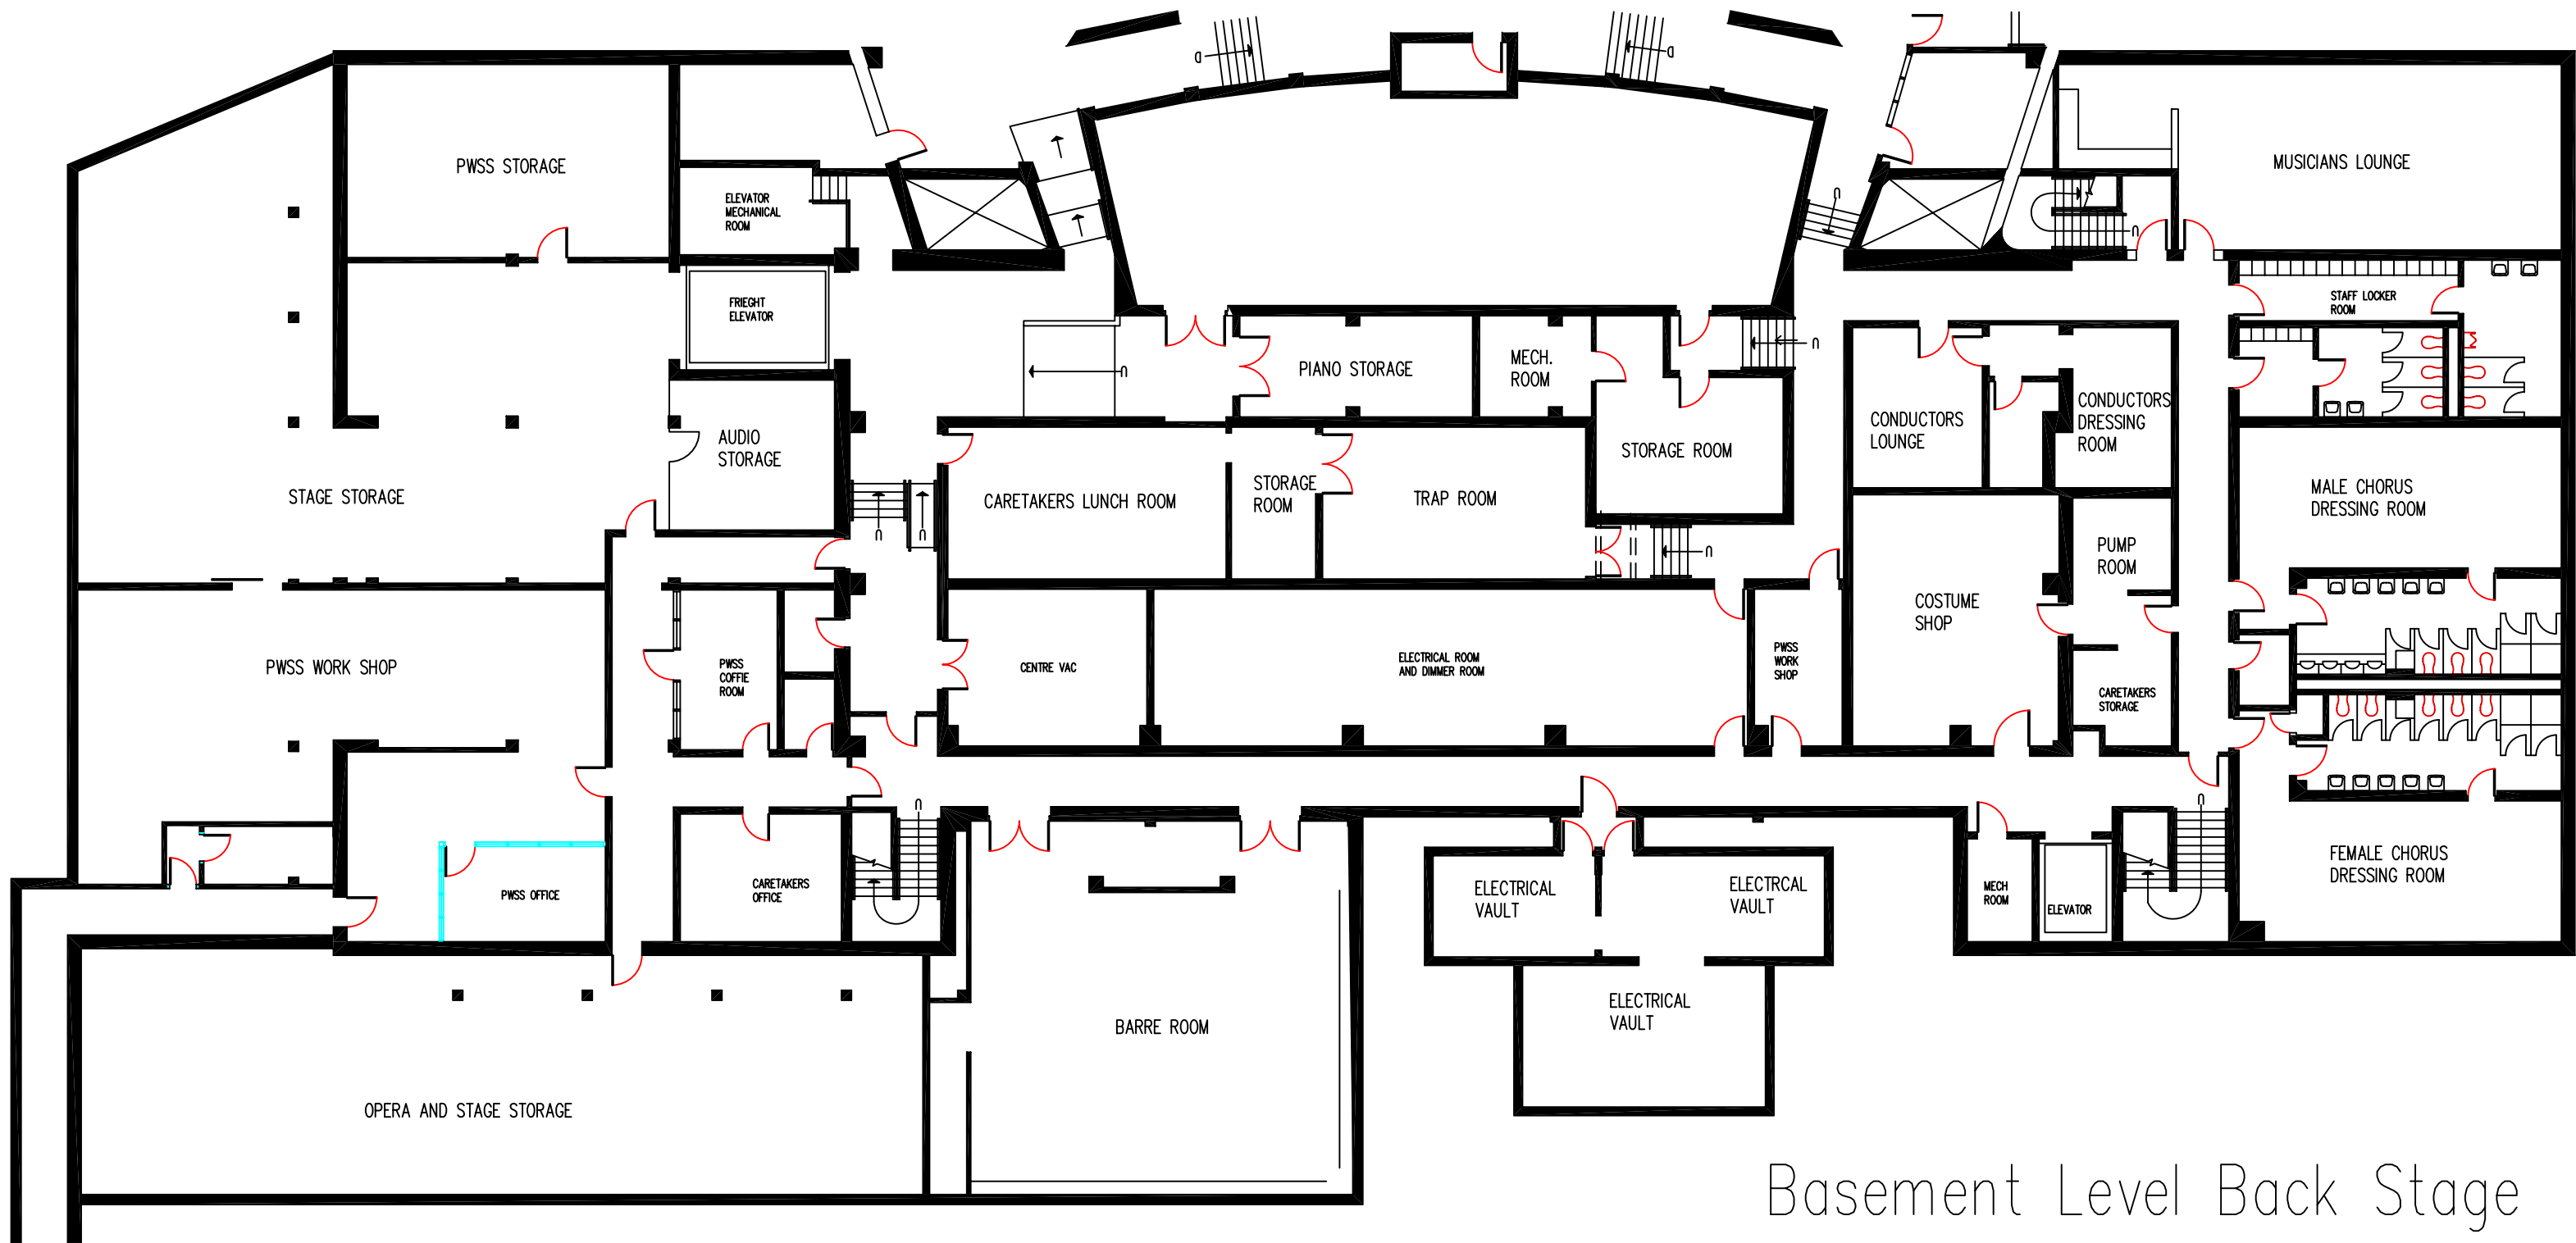 D
D
PWSS STORAGE
MUSICIANS LOUNGE
ELEVATOR
MECHANICAL
ROOM
U
U
FRIEGHT
ELEVATOR
STAFF LOCKER
ROOM
PIANO STORAGE
MECH.
ROOM
U
U
CONDUCTORS
LOUNGE
CONDUCTORS
DRESSING
ROOM
AUDIO
STORAGE
STORAGE ROOM
STAGE STORAGE
CARETAKERS LUNCH ROOM
STORAGE
ROOM
TRAP ROOM
MALE CHORUS
DRESSING ROOM
U
U
U
PUMP
ROOM
COSTUME
SHOP
PWSS WORK SHOP
PWSS
COFFIE
ROOM
CENTRE VAC
ELECTRICAL ROOM
AND DIMMER ROOM
PWSS
WORK
SHOP
CARETAKERS
STORAGE
U
U
PWSS OFFICE
CARETAKERS
OFFICE
ELECTRICAL
VAULT
ELECTRCAL
VAULT
MECH
ROOM
ELEVATOR
FEMALE CHORUS
DRESSING ROOM
ELECTRICAL
VAULT
BARRE ROOM
OPERA AND STAGE STORAGE
Basement Level Back Stage